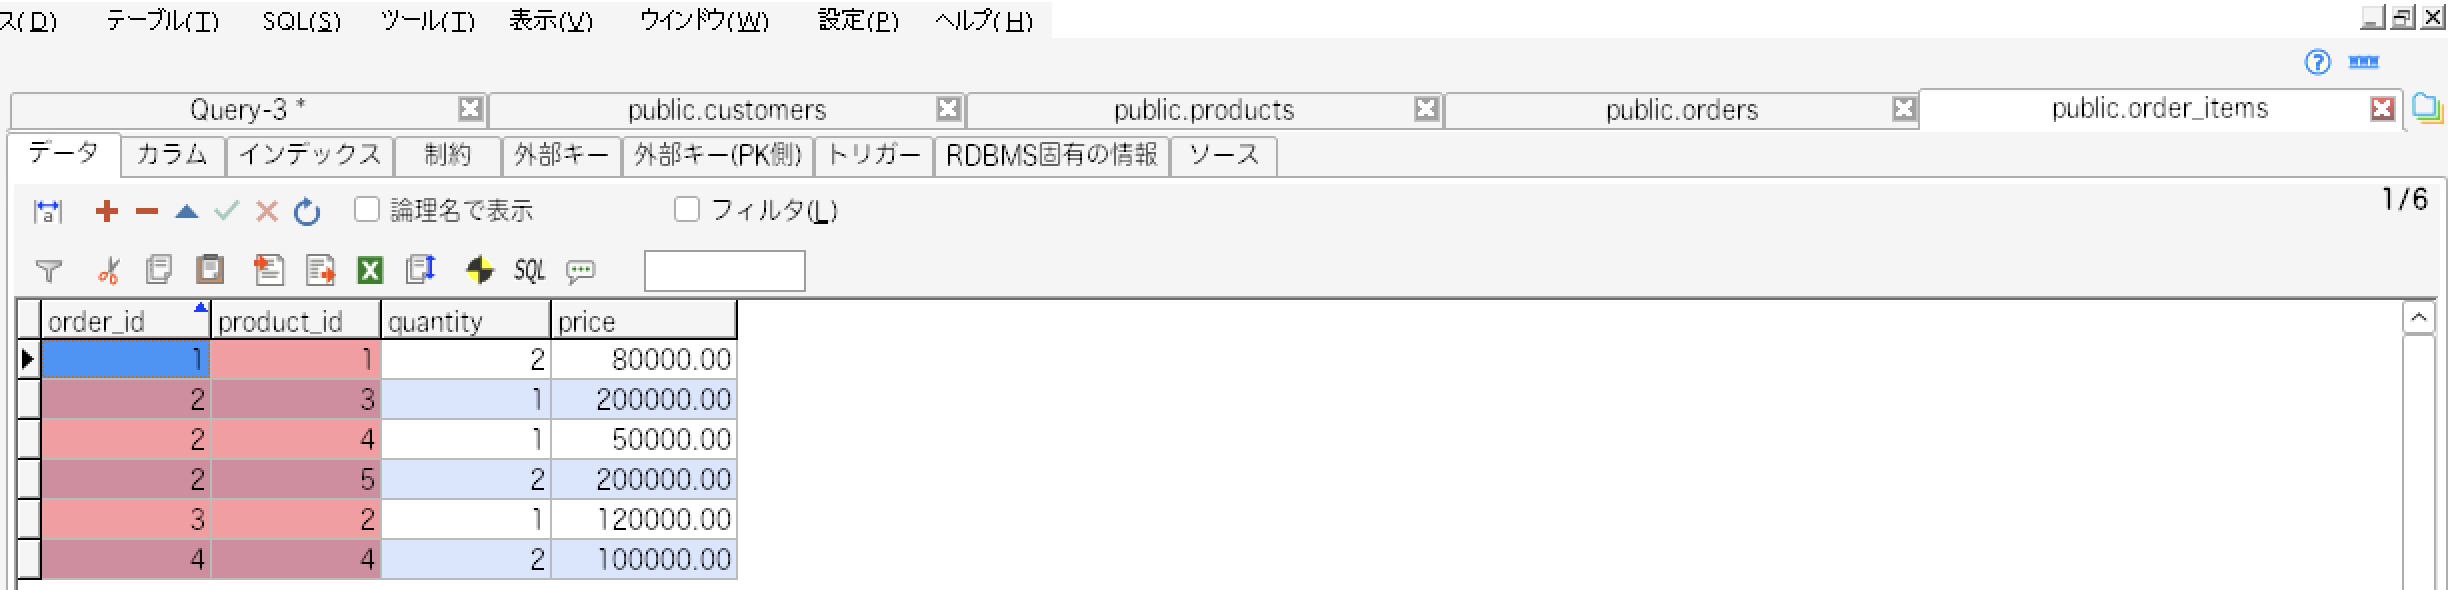 ス(D) テーブル(T) SQL(S) ツール(T) 表示(V) ウインドウ(W) 設定(P) ヘルプ(H)
Query-3 * public.customers public.products public.orders public.order_items
データ カラム インデックス 制約 外部キー 外部キー(PK側) トリガー RDBMS固有の情報 ソース
論理名で表示 フィルタ(L) 1/6
SQL
order_id product_id quantity price
1 1 2 80000.00
2 3 1 200000.00
2 4 1 50000.00
2 5 2 200000.00
3 2 1 120000.00
4 4 2 100000.00